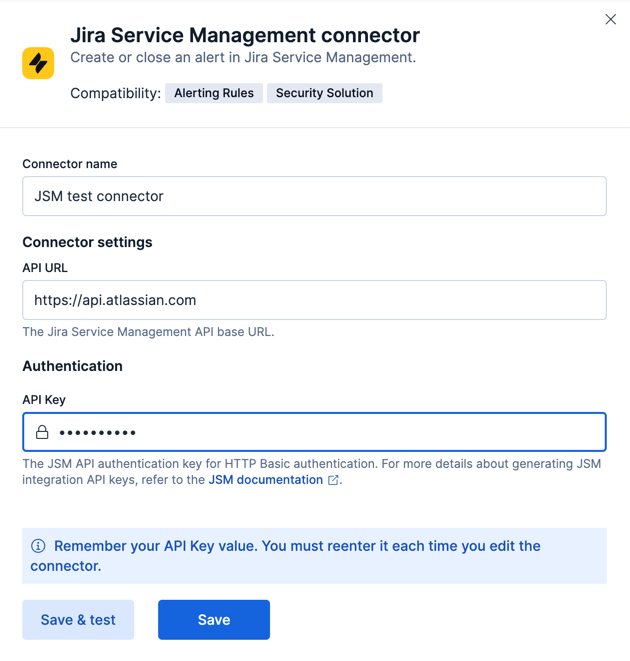 Jira Service Management connector
Create or close an alert in Jira Service Management.
Compatibility: Alerting Rules Security Solution
Connector name
JSM test connector
Connector settings
API URL
https://api.atlassian.com
The Jira Service Management API base URL.
Authentication
API Key
••••••••••
The JSM API authentication key for HTTP Basic authentication. For more details about generating JSM
integration API keys, refer to the JSM documentation.
Remember your API Key value. You must reenter it each time you edit the
connector.
Save & test Save